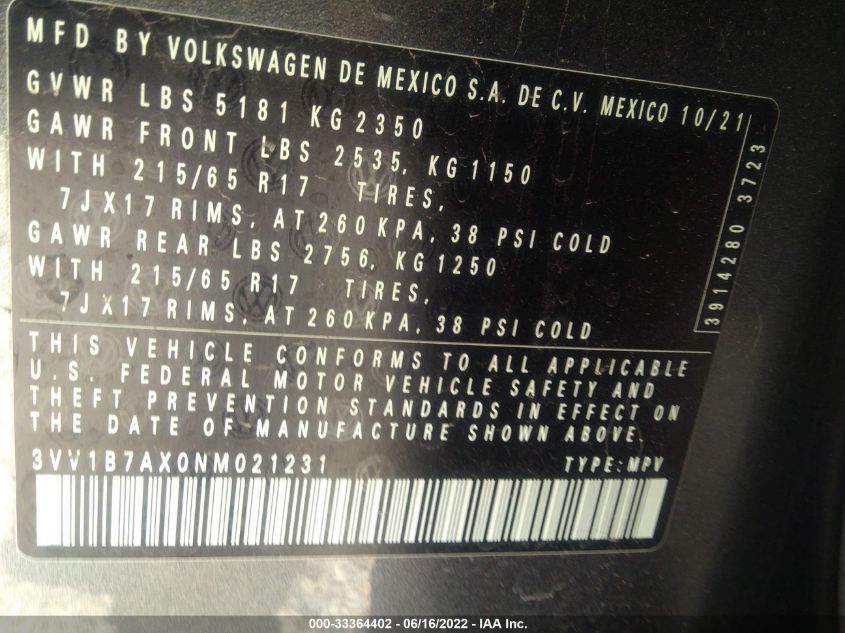 MFD BY VOLKSWAGEN DE MEXICO S.A. DE C.V. MEXICO 10/21
GVWR LBS 5181 KG 2350
GAWR FRONT LBS 2535, KG 1150
WITH 215/65 R17 TIRES,
7JX17 RIMS, AT 260 KPA, 38 PSI COLD
GAWR REAR LBS 2756, KG 1250
WITH 215/65 R17 TIRES,
7JX17 RIMS, AT 260 KPA, 38 PSI COLD
3914280 3723
THIS VEHICLE CONFORMS TO ALL APPLICABLE
U.S. FEDERAL MOTOR VEHICLE SAFETY AND
THEFT PREVENTION STANDARDS IN EFFECT ON
THE DATE OF MANUFACTURE SHOWN ABOVE.
3VV1B7AX0NM021231 TYPE: MPV
000-33364402 - 06/16/2022 - IAA Inc.